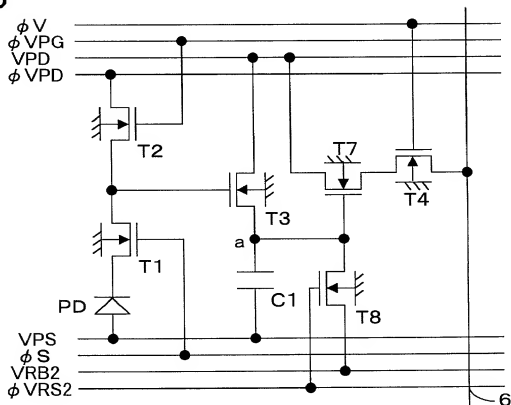 φV
φVPG
VPD
φVPD
T2
T7
T4
T3
a
T1
C1
T8
PD
VPS
φS
VRB2
φVRS2
6